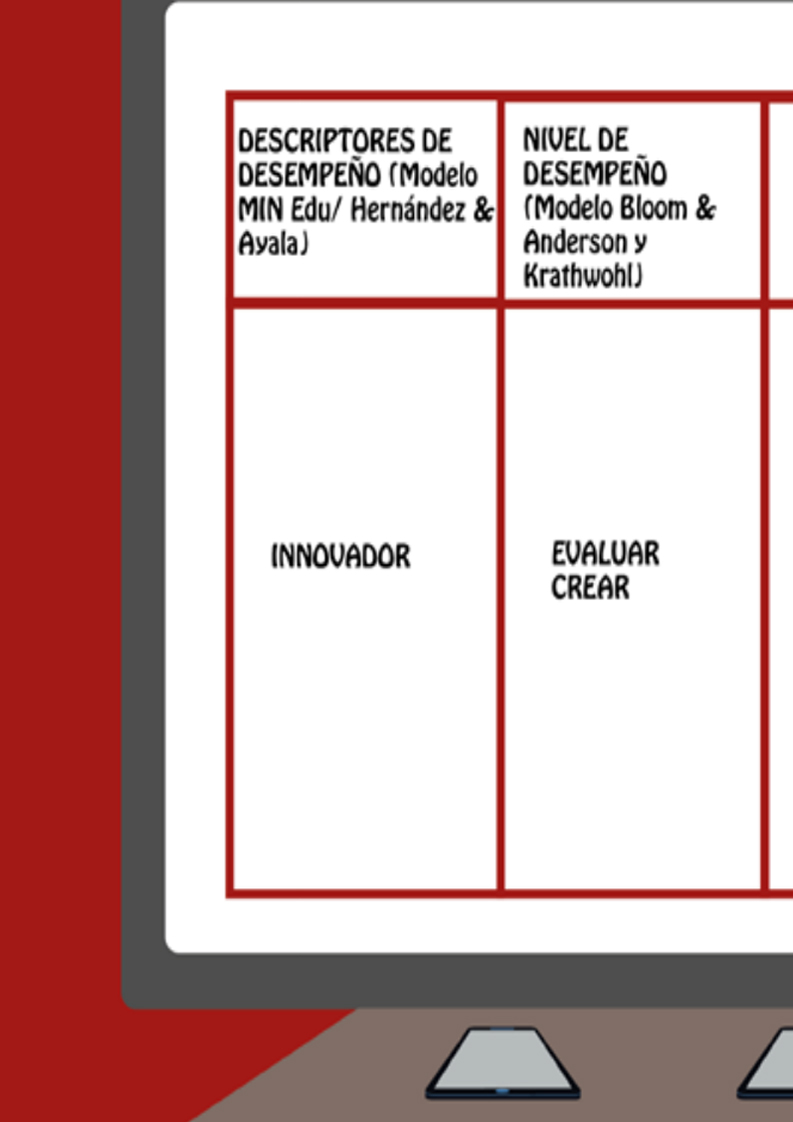 DESCRIPTORES DE
DESEMPEÑO (Modelo
MIN Edu/ Hernández &
Ayala)
NIVEL DE
DESEMPEÑO
(Modelo Bloom &
Anderson y
Krathwohl)
INNOVADOR
EVALUAR
CREAR